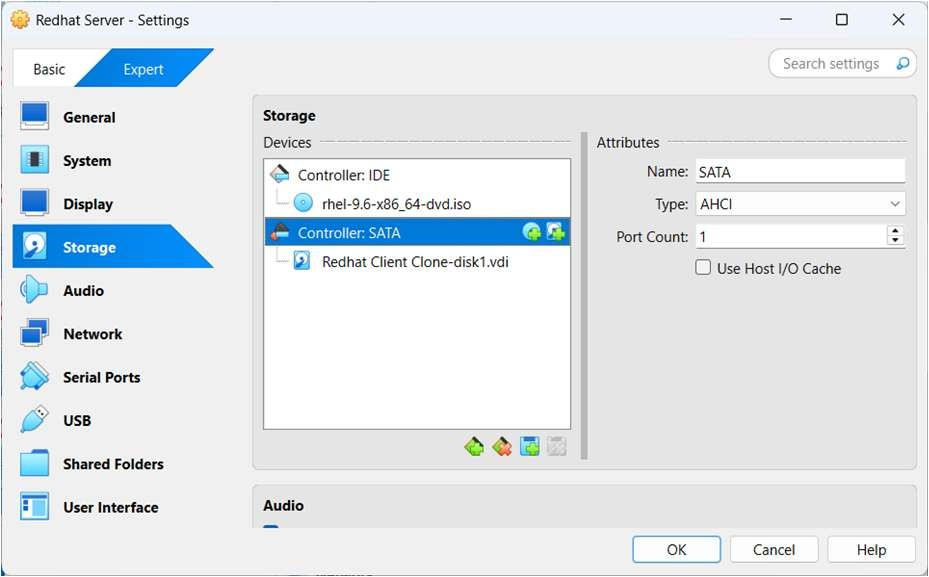 Redhat Server - Settings
Basic
Expert
Search settings
General
System
Display
Storage
Audio
Network
Serial Ports
USB
Shared Folders
User Interface
Storage
Devices
Controller: IDE
rhel-9.6-x86_64-dvd.iso
Controller: SATA
Redhat Client Clone-disk1.vdi
Attributes
Name: SATA
Type: AHCI
Port Count: 1
Use Host I/O Cache
Audio
OK
Cancel
Help